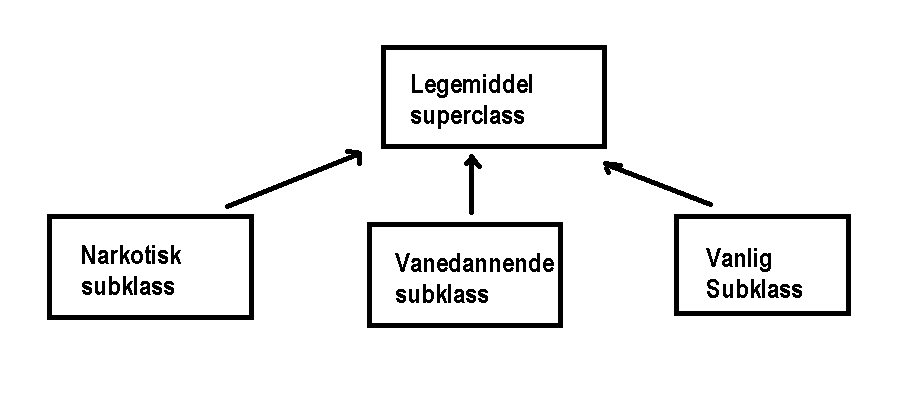 Legemiddel
superclass
Narkotisk
subklass
Vanedannende
subklass
Vanlig
Subklass